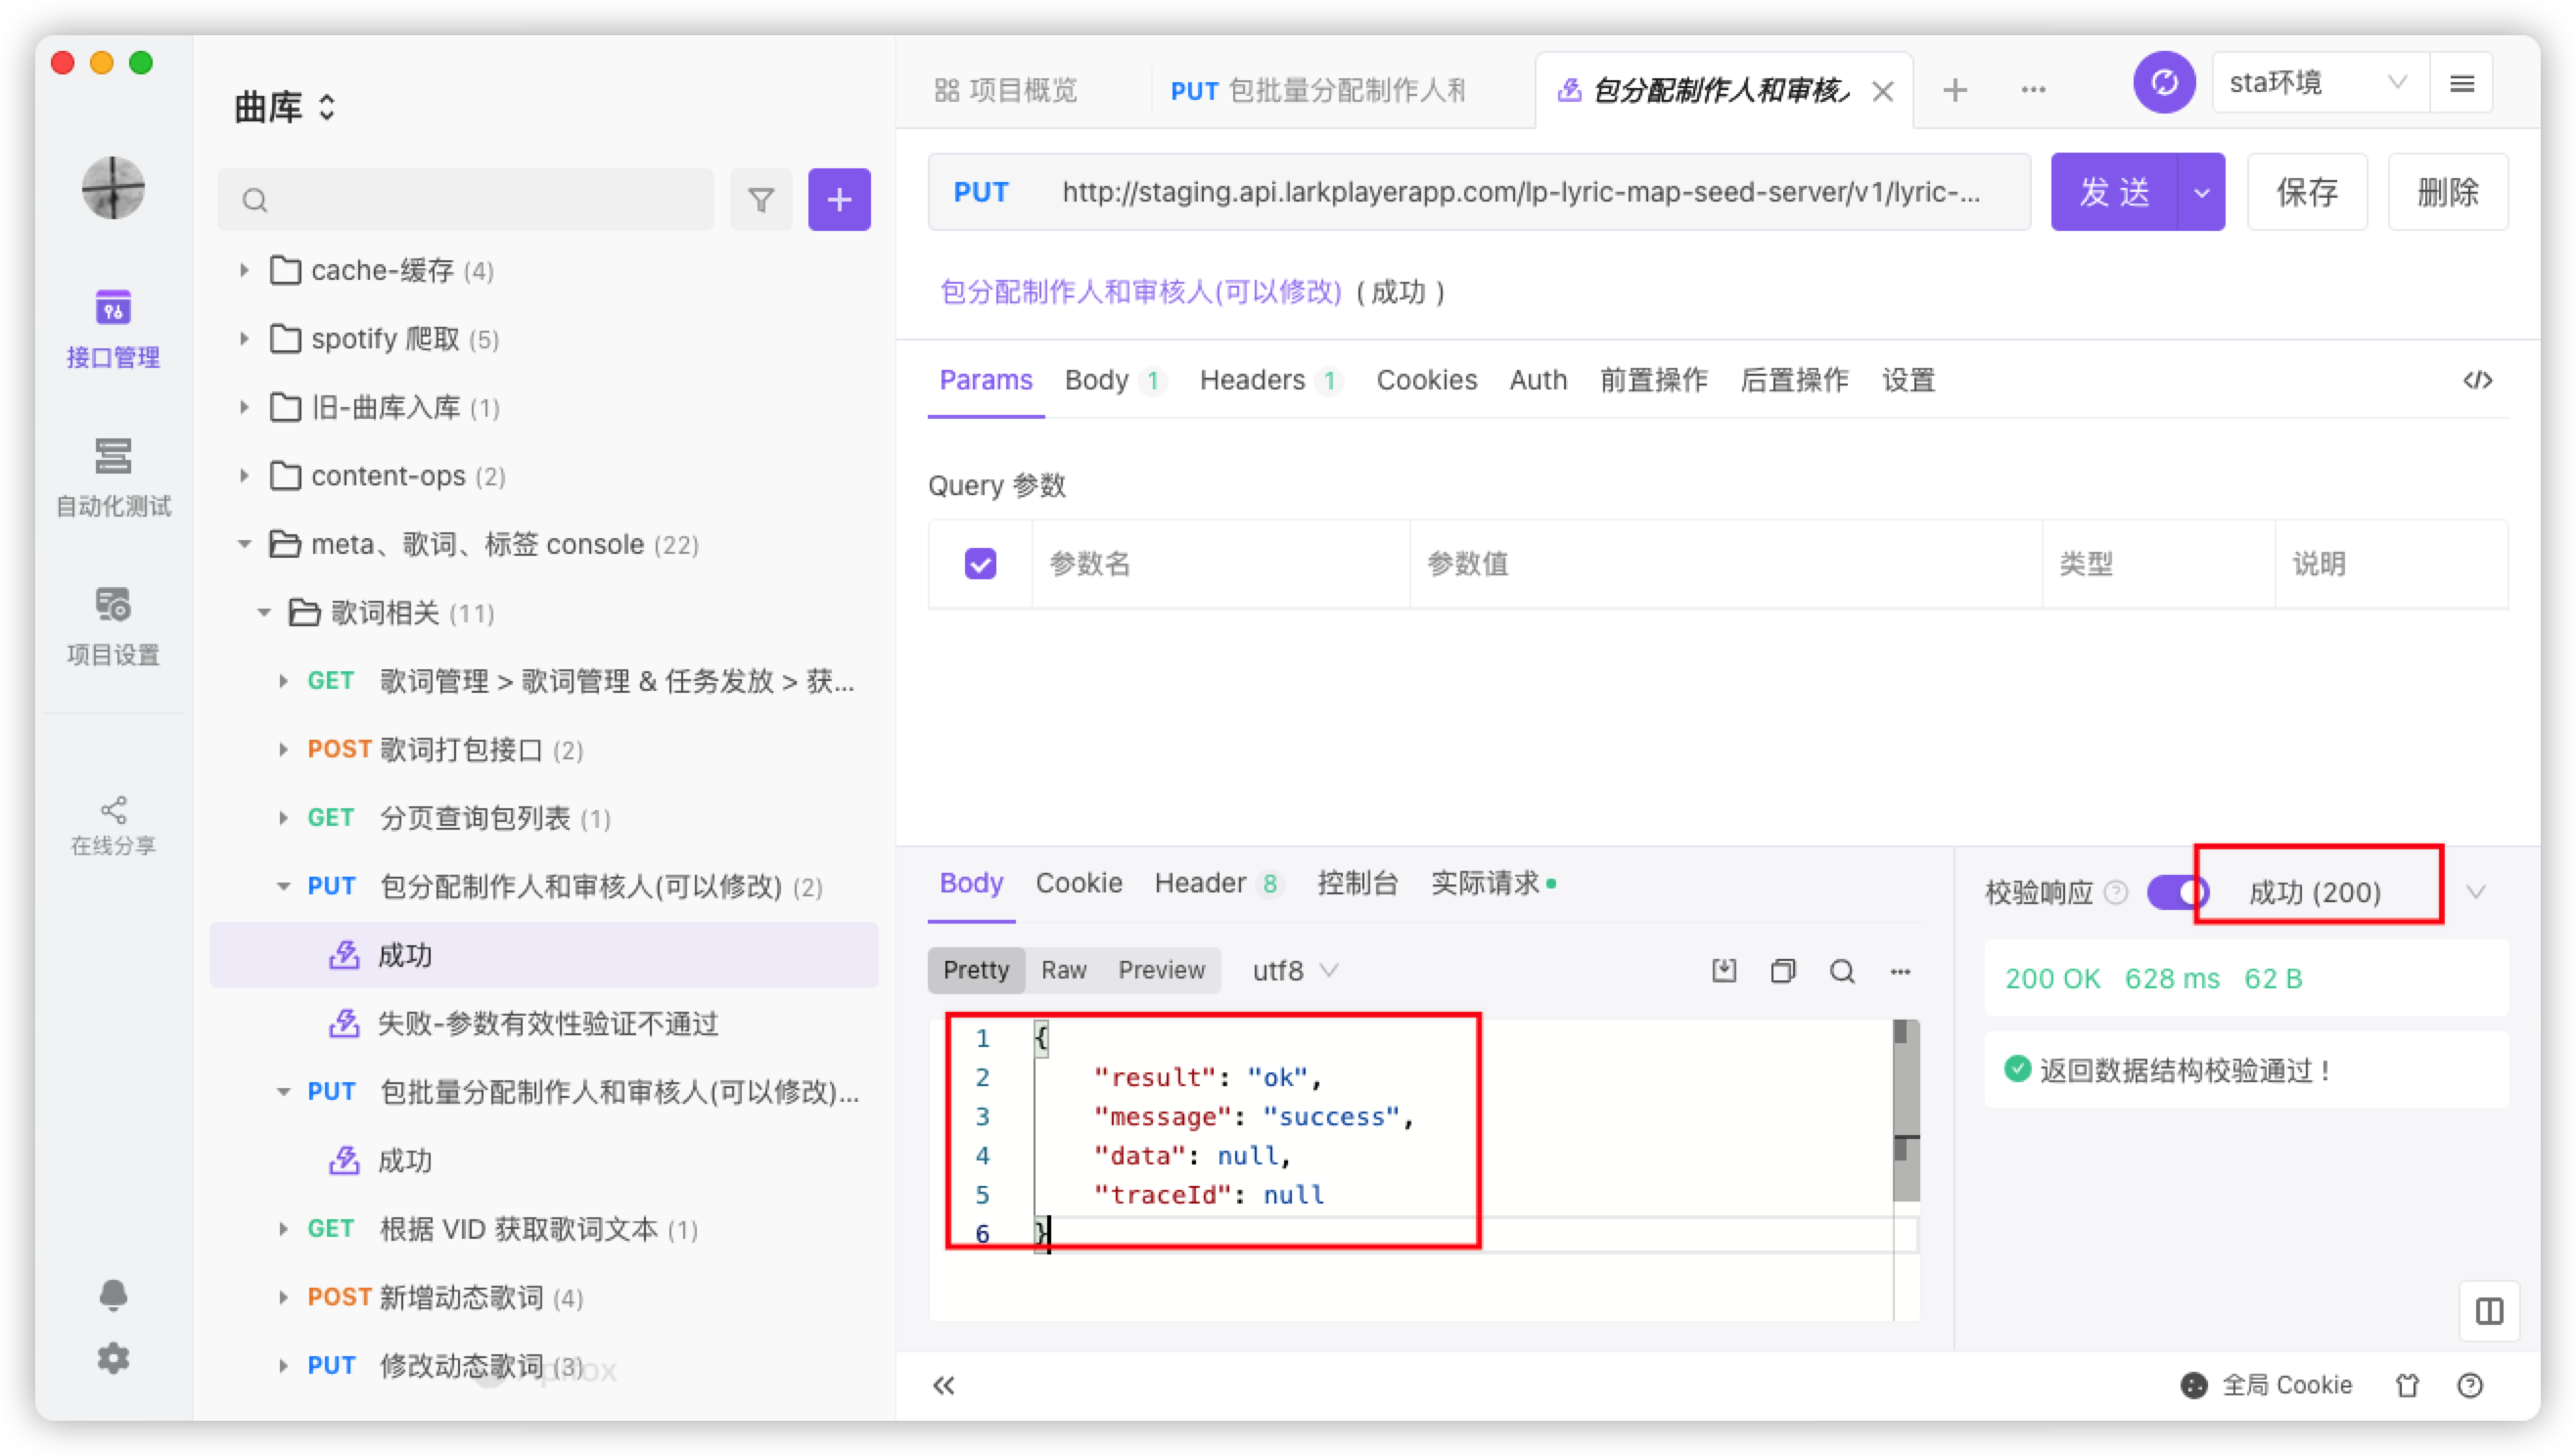 曲库
接口管理
自动化测试
项目设置
在线分享
cache-缓存 (4)
spotify 爬取 (5)
旧-曲库入库 (1)
content-ops (2)
meta、歌词、标签 console (22)
歌词相关 (11)
GET 歌词管理 > 歌词管理 & 任务发放 > 获...
POST 歌词打包接口 (2)
GET 分页查询包列表 (1)
PUT 包分配制作人和审核人(可以修改) (2)
成功
失败-参数有效性验证不通过
PUT 包批量分配制作人和审核人(可以修改)...
成功
GET 根据 VID 获取歌词文本 (1)
POST 新增动态歌词 (4)
PUT 修改动态歌词 (3)
项目概览
PUT 包批量分配制作人和
包分配制作人和审核人
sta环境
PUT http://staging.api.larkplayerapp.com/lp-lyric-map-seed-server/v1/lyric-...
发 送
保存
删除
包分配制作人和审核人(可以修改) ( 成功 )
Params Body 1 Headers 1 Cookies Auth 前置操作 后置操作 设置
Query 参数
参数名 参数值 类型 说明
Body Cookie Header 8 控制台 实际请求
Pretty Raw Preview utf8
1 {
2 "result": "ok",
3 "message": "success",
4 "data": null,
5 "traceId": null
6 }
校验响应 成功 (200)
200 OK 628 ms 62 B
返回数据结构校验通过！
全局 Cookie